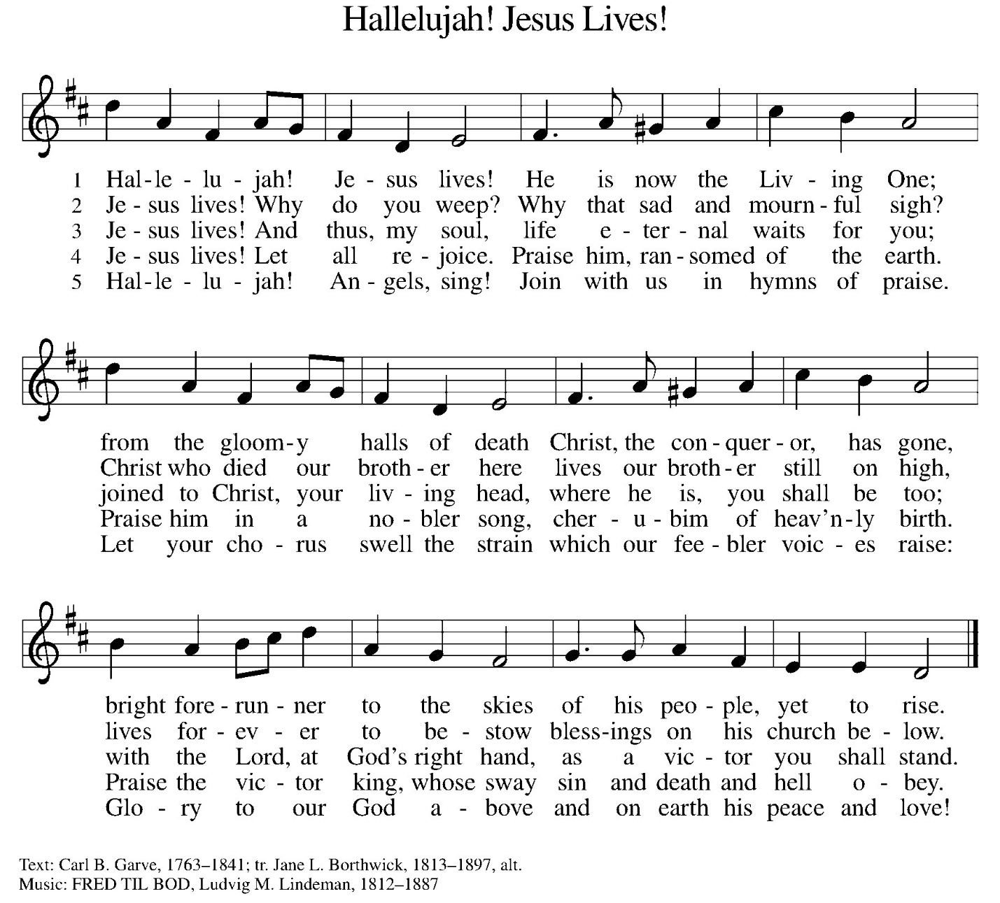 Hallelujah! Jesus Lives!
1 Hal - le - lu - jah! Je - sus lives! He is now the Liv - ing One;
2 Je - sus lives! Why do you weep? Why that sad and mourn - ful sigh?
3 Je - sus lives! And thus, my soul, life e - ter - nal waits for you;
4 Je - sus lives! Let all re - joice. Praise him, ran - somed of the earth.
5 Hal - le - lu - jah! An - gels, sing! Join with us in hymns of praise.
from the gloom - y halls of death Christ, the con - quer - or, has gone,
Christ who died our broth - er here lives our broth - er still on high,
joined to Christ, your liv - ing head, where he is, you shall be too;
Praise him in a no - bler song, cher - u - bim of heav'n - ly birth.
Let your cho - rus swell the strain which our fee - bler voic - es raise:
bright fore - run - ner to the skies of his peo - ple, yet to rise.
lives for - ev - er to be - stow bless - ings on his church be - low.
with the Lord, at God's right hand, as a vic - tor you shall stand.
Praise the vic - tor king, whose sway sin and death and hell o - bey.
Glo - ry to our God a - bove and on earth his peace and love!
Text: Carl B. Garve, 1763–1841; tr. Jane L. Borthwick, 1813–1897, alt.
Music: FRED TIL BOD, Ludvig M. Lindeman, 1812–1887